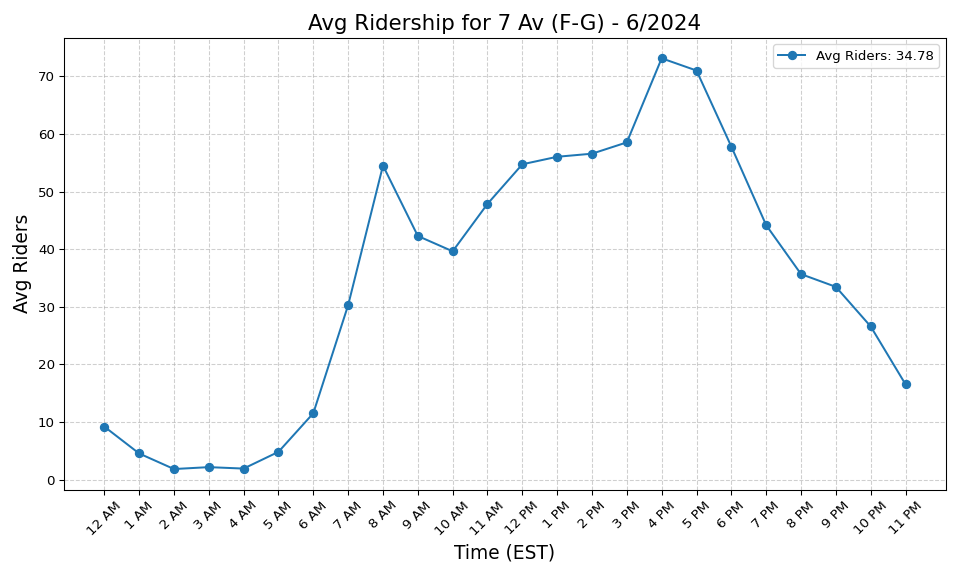 Avg Ridership for 7 Av (F-G) - 6/2024
Avg Riders: 34.78
Avg Riders
70
60
50
40
30
20
10
0
12 AM
1 AM
2 AM
3 AM
4 AM
5 AM
6 AM
7 AM
8 AM
9 AM
10 AM
11 AM
12 PM
1 PM
2 PM
3 PM
4 PM
5 PM
6 PM
7 PM
8 PM
9 PM
10 PM
11 PM
Time (EST)